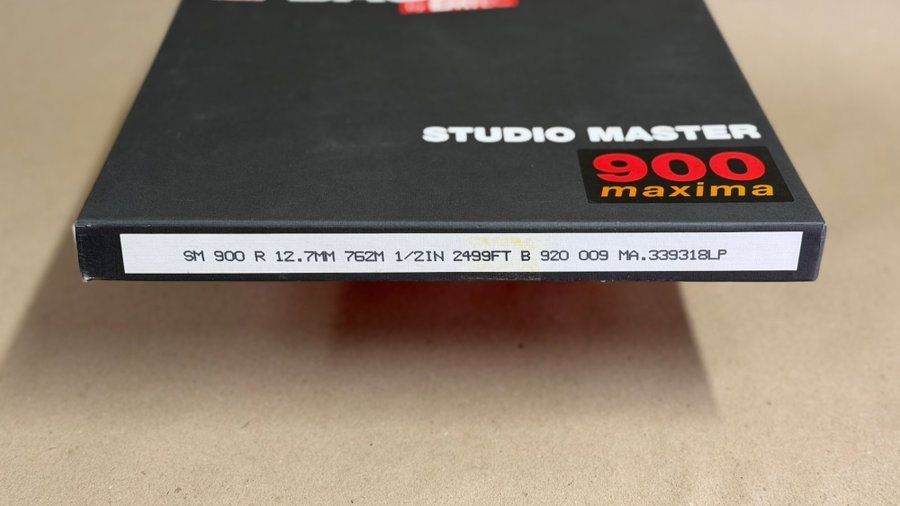 STUDIO MASTER
900
maxima
SM 900 R 12.7MM 762M 1/2IN 2499FT B 920 009 MA.339318LP